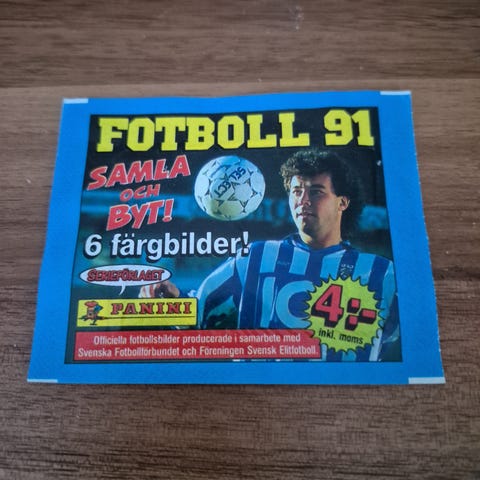 FOTBOLL 91
SAMLA
OCH
BYT!
SELECT
6 färgbilder!
SERIEFÖRLAGET
PANINI
4:-
inkl. moms
Officiella fotbollsbilder producerade i samarbete med
Svenska Fotbollförbundet och Föreningen Svensk Elitfotboll.